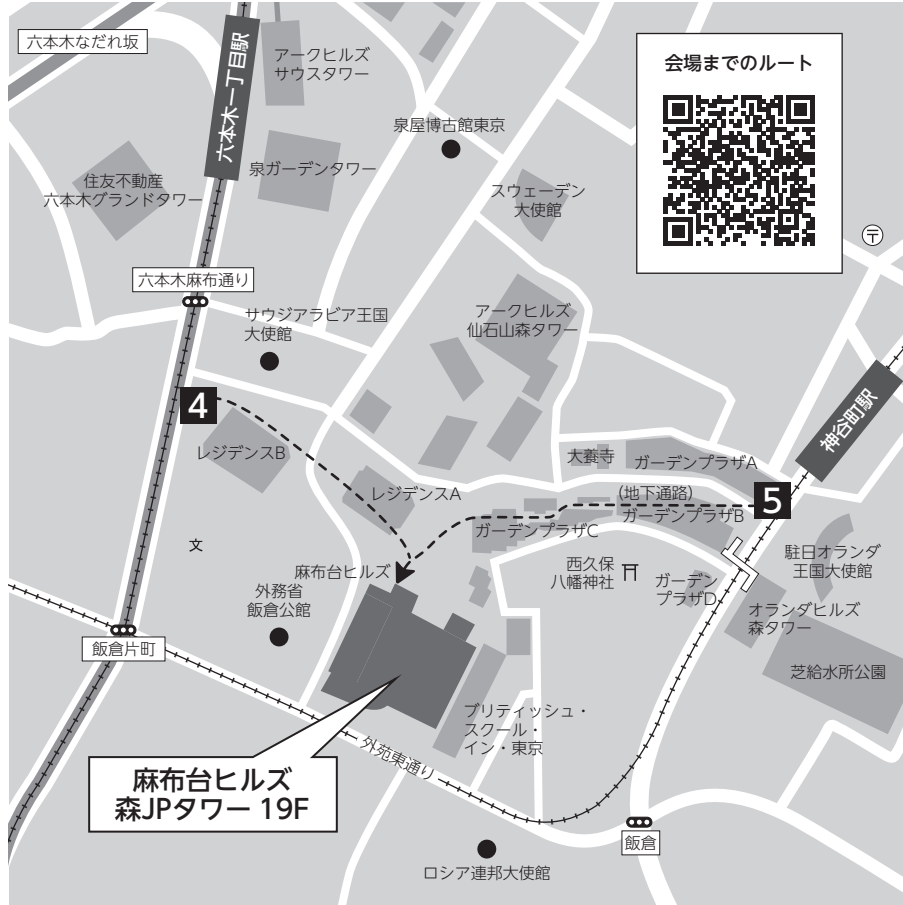 六本木なだれ坂
六本木一丁目駅
アークヒルズ
サウスタワー
会場までのルート
泉屋博古館東京
泉ガーデンタワー
住友不動産
六本木グランドタワー
スウェーデン
大使館
〒
六本木麻布通り
サウジアラビア王国
大使館
アークヒルズ
仙石山森タワー
神谷町駅
4
レジデンスB
大養寺
ガーデンプラザA
レジデンスA
(地下通路)
5
ガーデンプラザB
ガーデンプラザC
文
麻布台ヒルズ
西久保
八幡神社
ガーデン
プラザD
駐日オランダ
王国大使館
外務省
飯倉公館
オランダヒルズ
森タワー
飯倉片町
芝給水所公園
ブリティッシュ・
スクール・
イン・東京
外苑東通り
麻布台ヒルズ
森JPタワー 19F
飯倉
ロシア連邦大使館